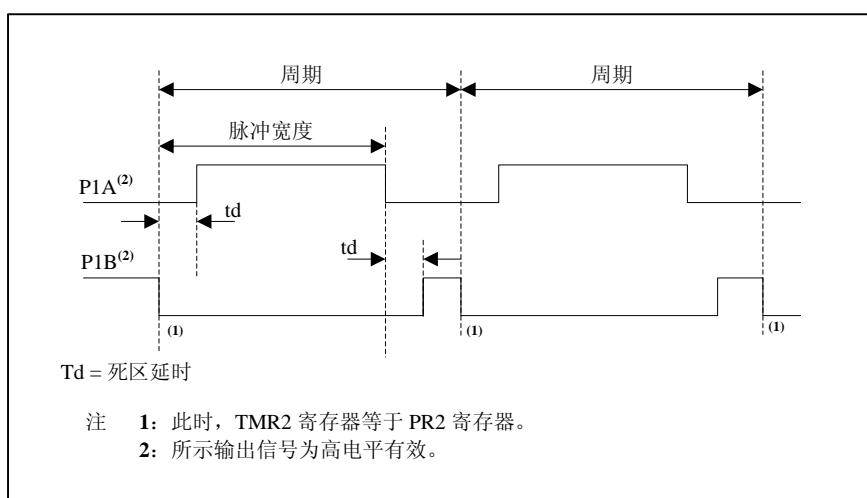 周期 周期
脉冲宽度
P1A(2)
td
td
P1B(2)
(1) (1) (1)
Td = 死区延时
注 1: 此时，TMR2 寄存器等于 PR2 寄存器。
2: 所示输出信号为高电平有效。